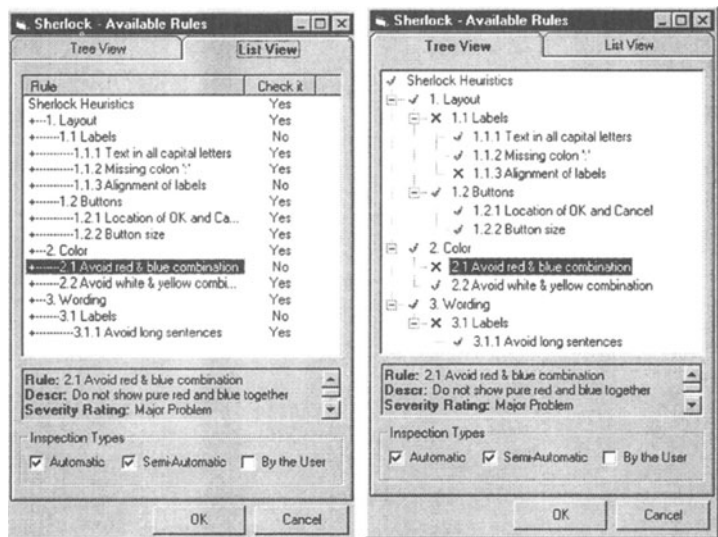 Sherlock - Available Rules
Tree View List View
Rule Check it
Sherlock Heuristics Yes
1. Layout Yes
1.1 Labels No
1.1.1 Text in all capital letters Yes
1.1.2 Missing colon ':' Yes
1.1.3 Alignment of labels No
1.2 Buttons Yes
1.2.1 Location of OK and Ca... Yes
1.2.2 Button size Yes
2. Color Yes
2.1 Avoid red & blue combination No
2.2 Avoid white & yellow combi... Yes
3. Wording Yes
3.1 Labels No
3.1.1 Avoid long sentences Yes
Rule: 2.1 Avoid red & blue combination
Descr: Do not show pure red and blue together
Severity Rating: Major Problem
Inspection Types
Automatic Semi-Automatic By the User
OK Cancel
Sherlock - Available Rules
Tree View List View
Sherlock Heuristics
1. Layout
1.1 Labels
1.1.1 Text in all capital letters
1.1.2 Missing colon ':'
1.1.3 Alignment of labels
1.2 Buttons
1.2.1 Location of OK and Cancel
1.2.2 Button size
2. Color
2.1 Avoid red & blue combination
2.2 Avoid white & yellow combination
3. Wording
3.1 Labels
3.1.1 Avoid long sentences
Rule: 2.1 Avoid red & blue combination
Descr: Do not show pure red and blue together
Severity Rating: Major Problem
Inspection Types
Automatic Semi-Automatic By the User
OK Cancel